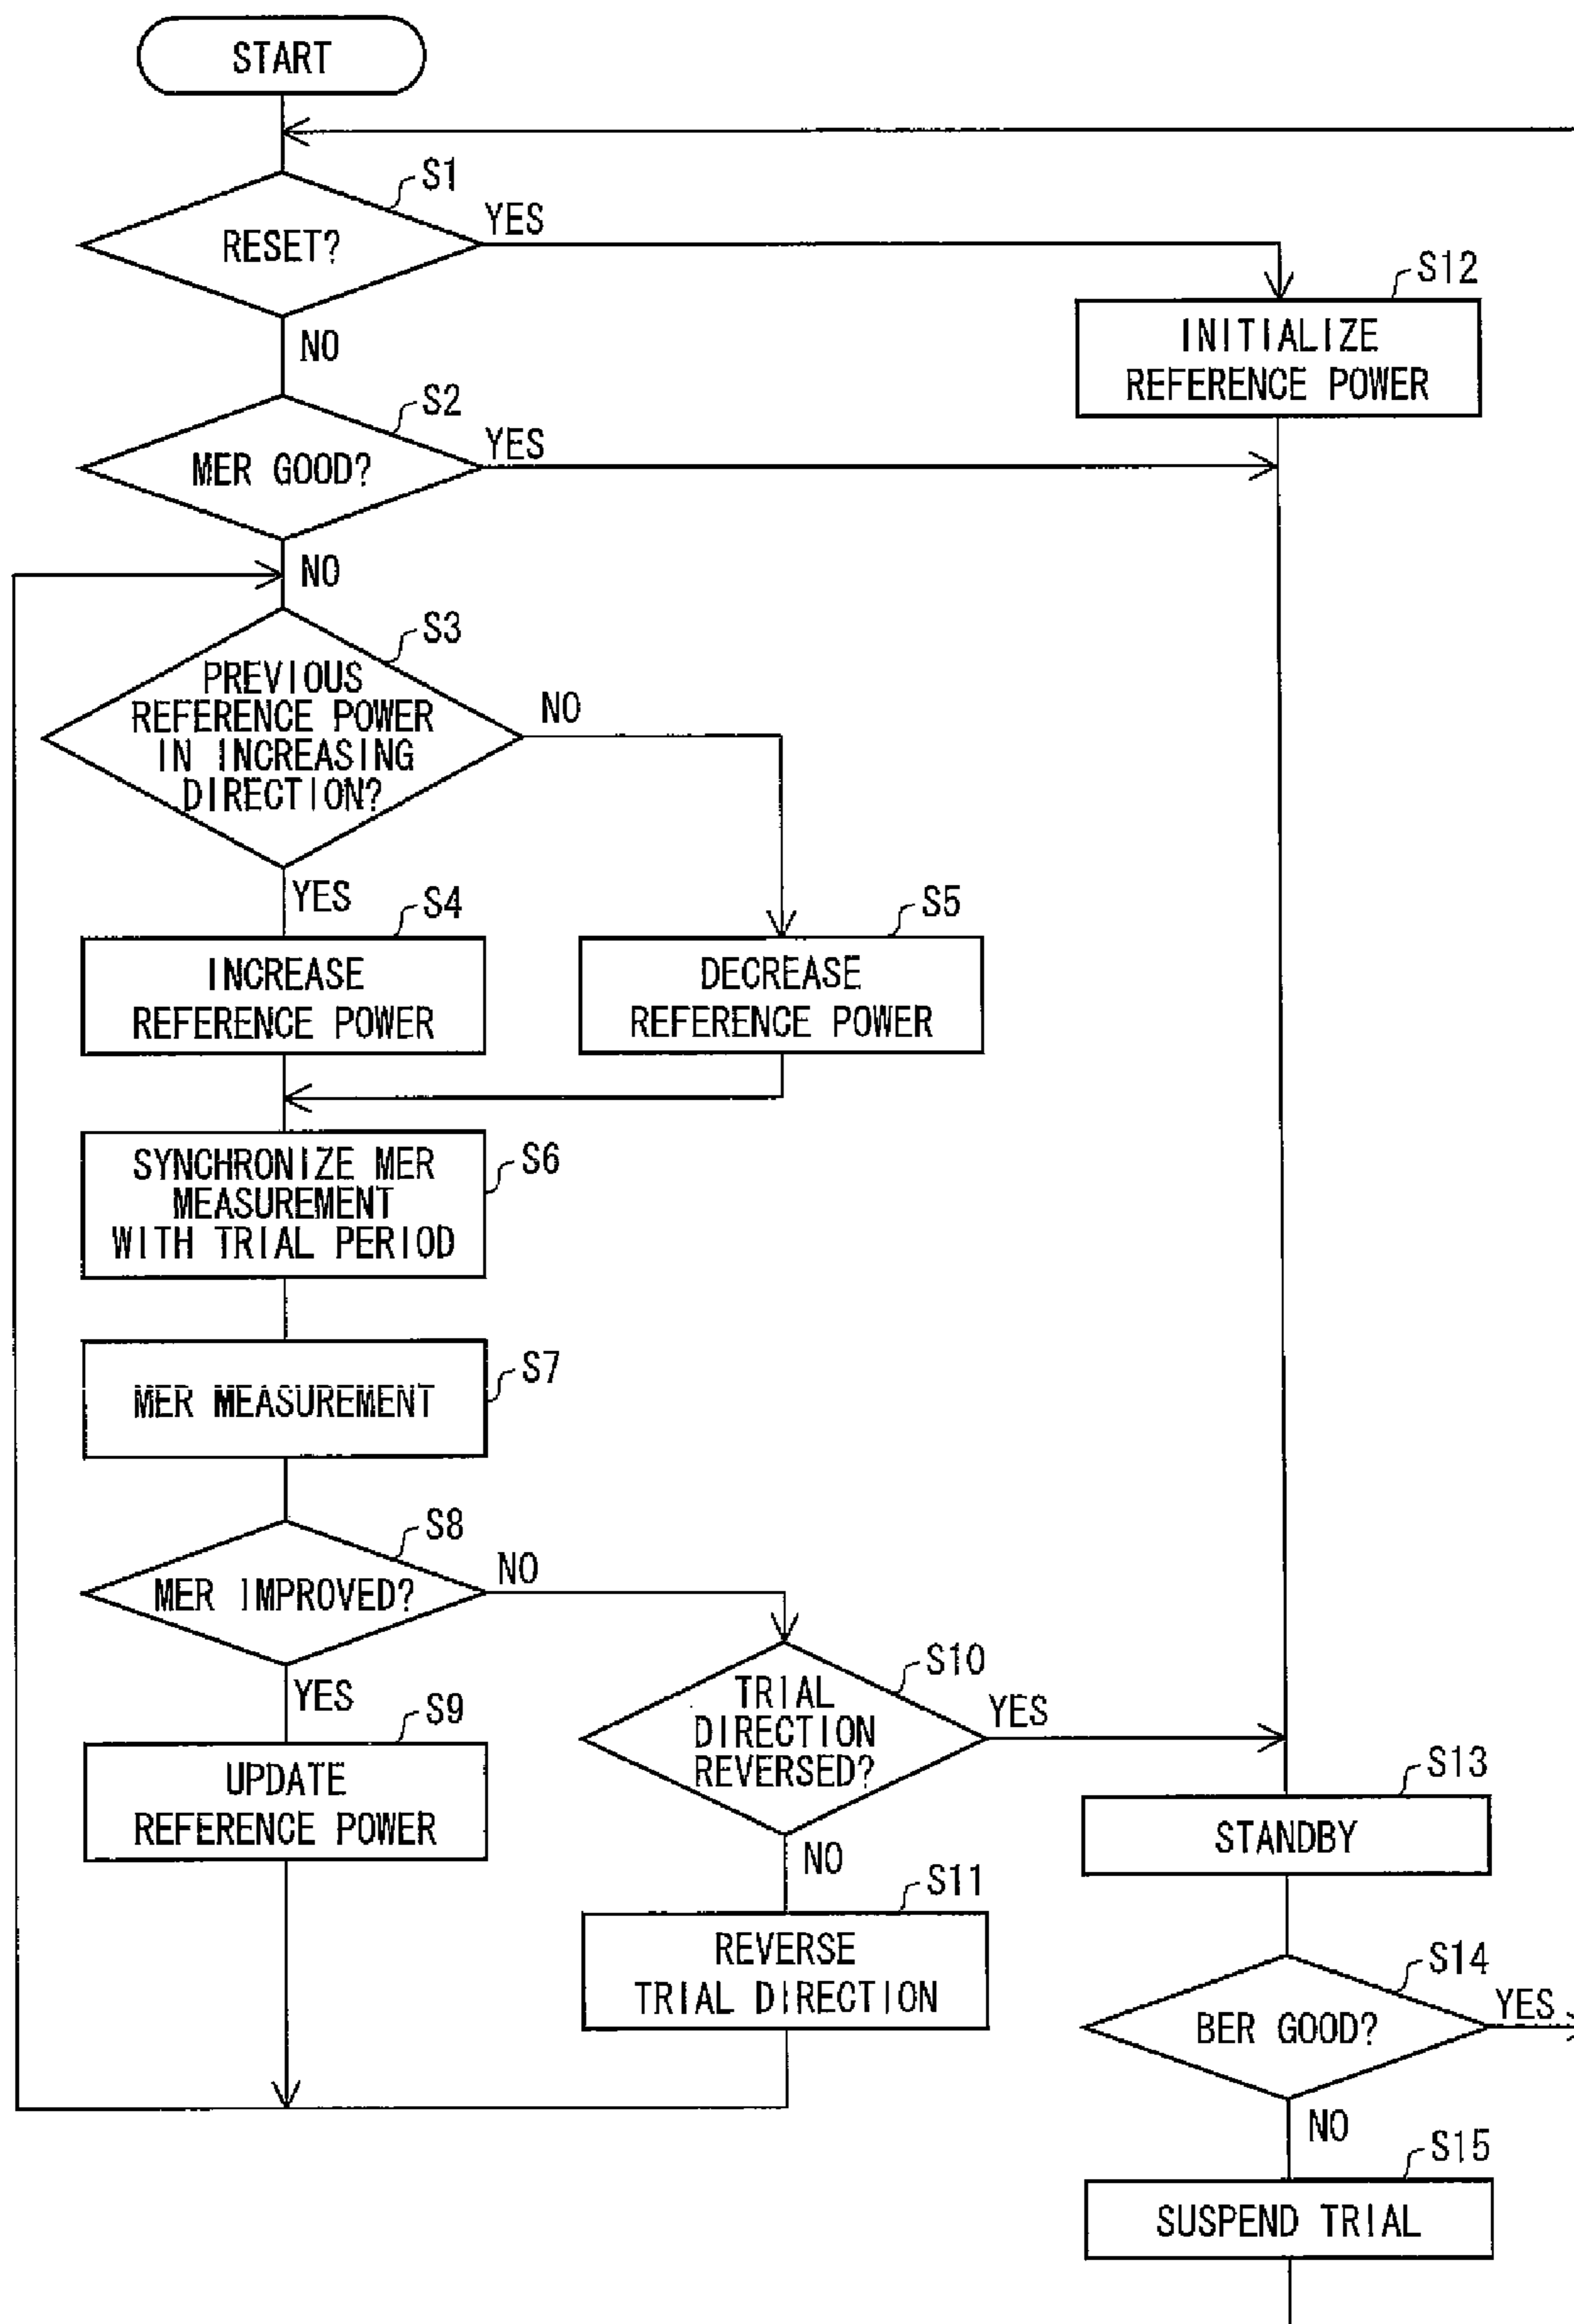 START
S1
RESET?
YES
NO
S12
INITIALIZE
REFERENCE POWER
S2
MER GOOD?
YES
NO
S3
PREVIOUS
REFERENCE POWER
IN INCREASING
DIRECTION?
NO
YES
S4
INCREASE
REFERENCE POWER
S5
DECREASE
REFERENCE POWER
S6
SYNCHRONIZE MER
MEASUREMENT
WITH TRIAL PERIOD
S7
MER MEASUREMENT
S8
MER IMPROVED?
NO
YES
S9
UPDATE
REFERENCE POWER
S10
TRIAL
DIRECTION
REVERSED?
YES
NO
S11
REVERSE
TRIAL DIRECTION
S13
STANDBY
S14
BER GOOD?
YES
NO
S15
SUSPEND TRIAL